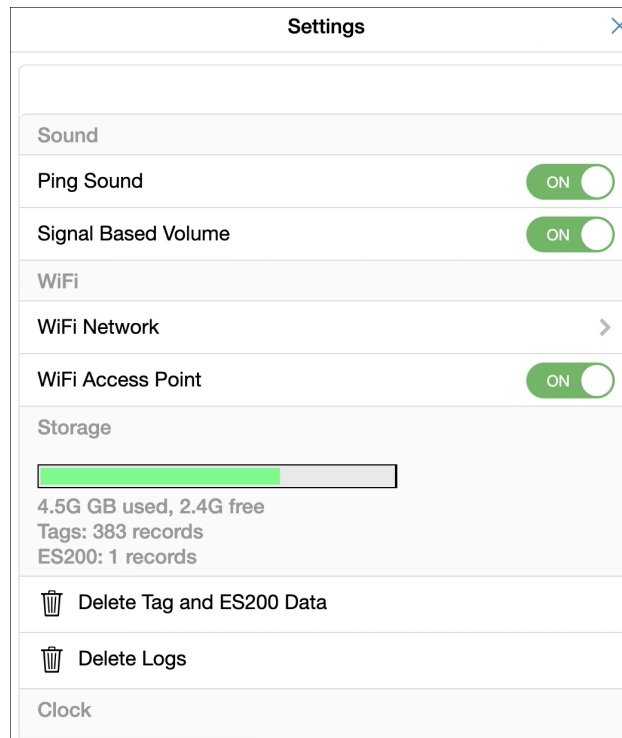 Settings
Sound
Ping Sound
ON
Signal Based Volume
ON
WiFi
WiFi Network
WiFi Access Point
ON
Storage
4.5G GB used, 2.4G free
Tags: 383 records
ES200: 1 records
Delete Tag and ES200 Data
Delete Logs
Clock